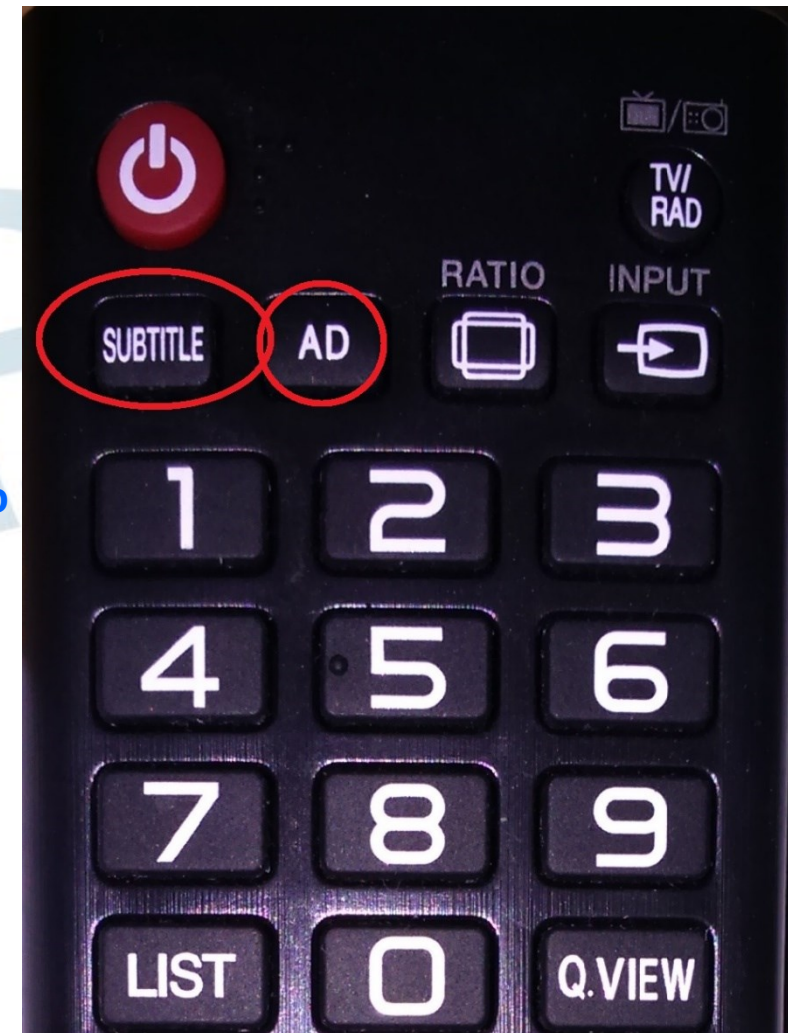 TV/
RAD
RATIO INPUT
SUBTITLE AD
1 2 3
4 5 6
7 8 9
LIST 0 Q.VIEW